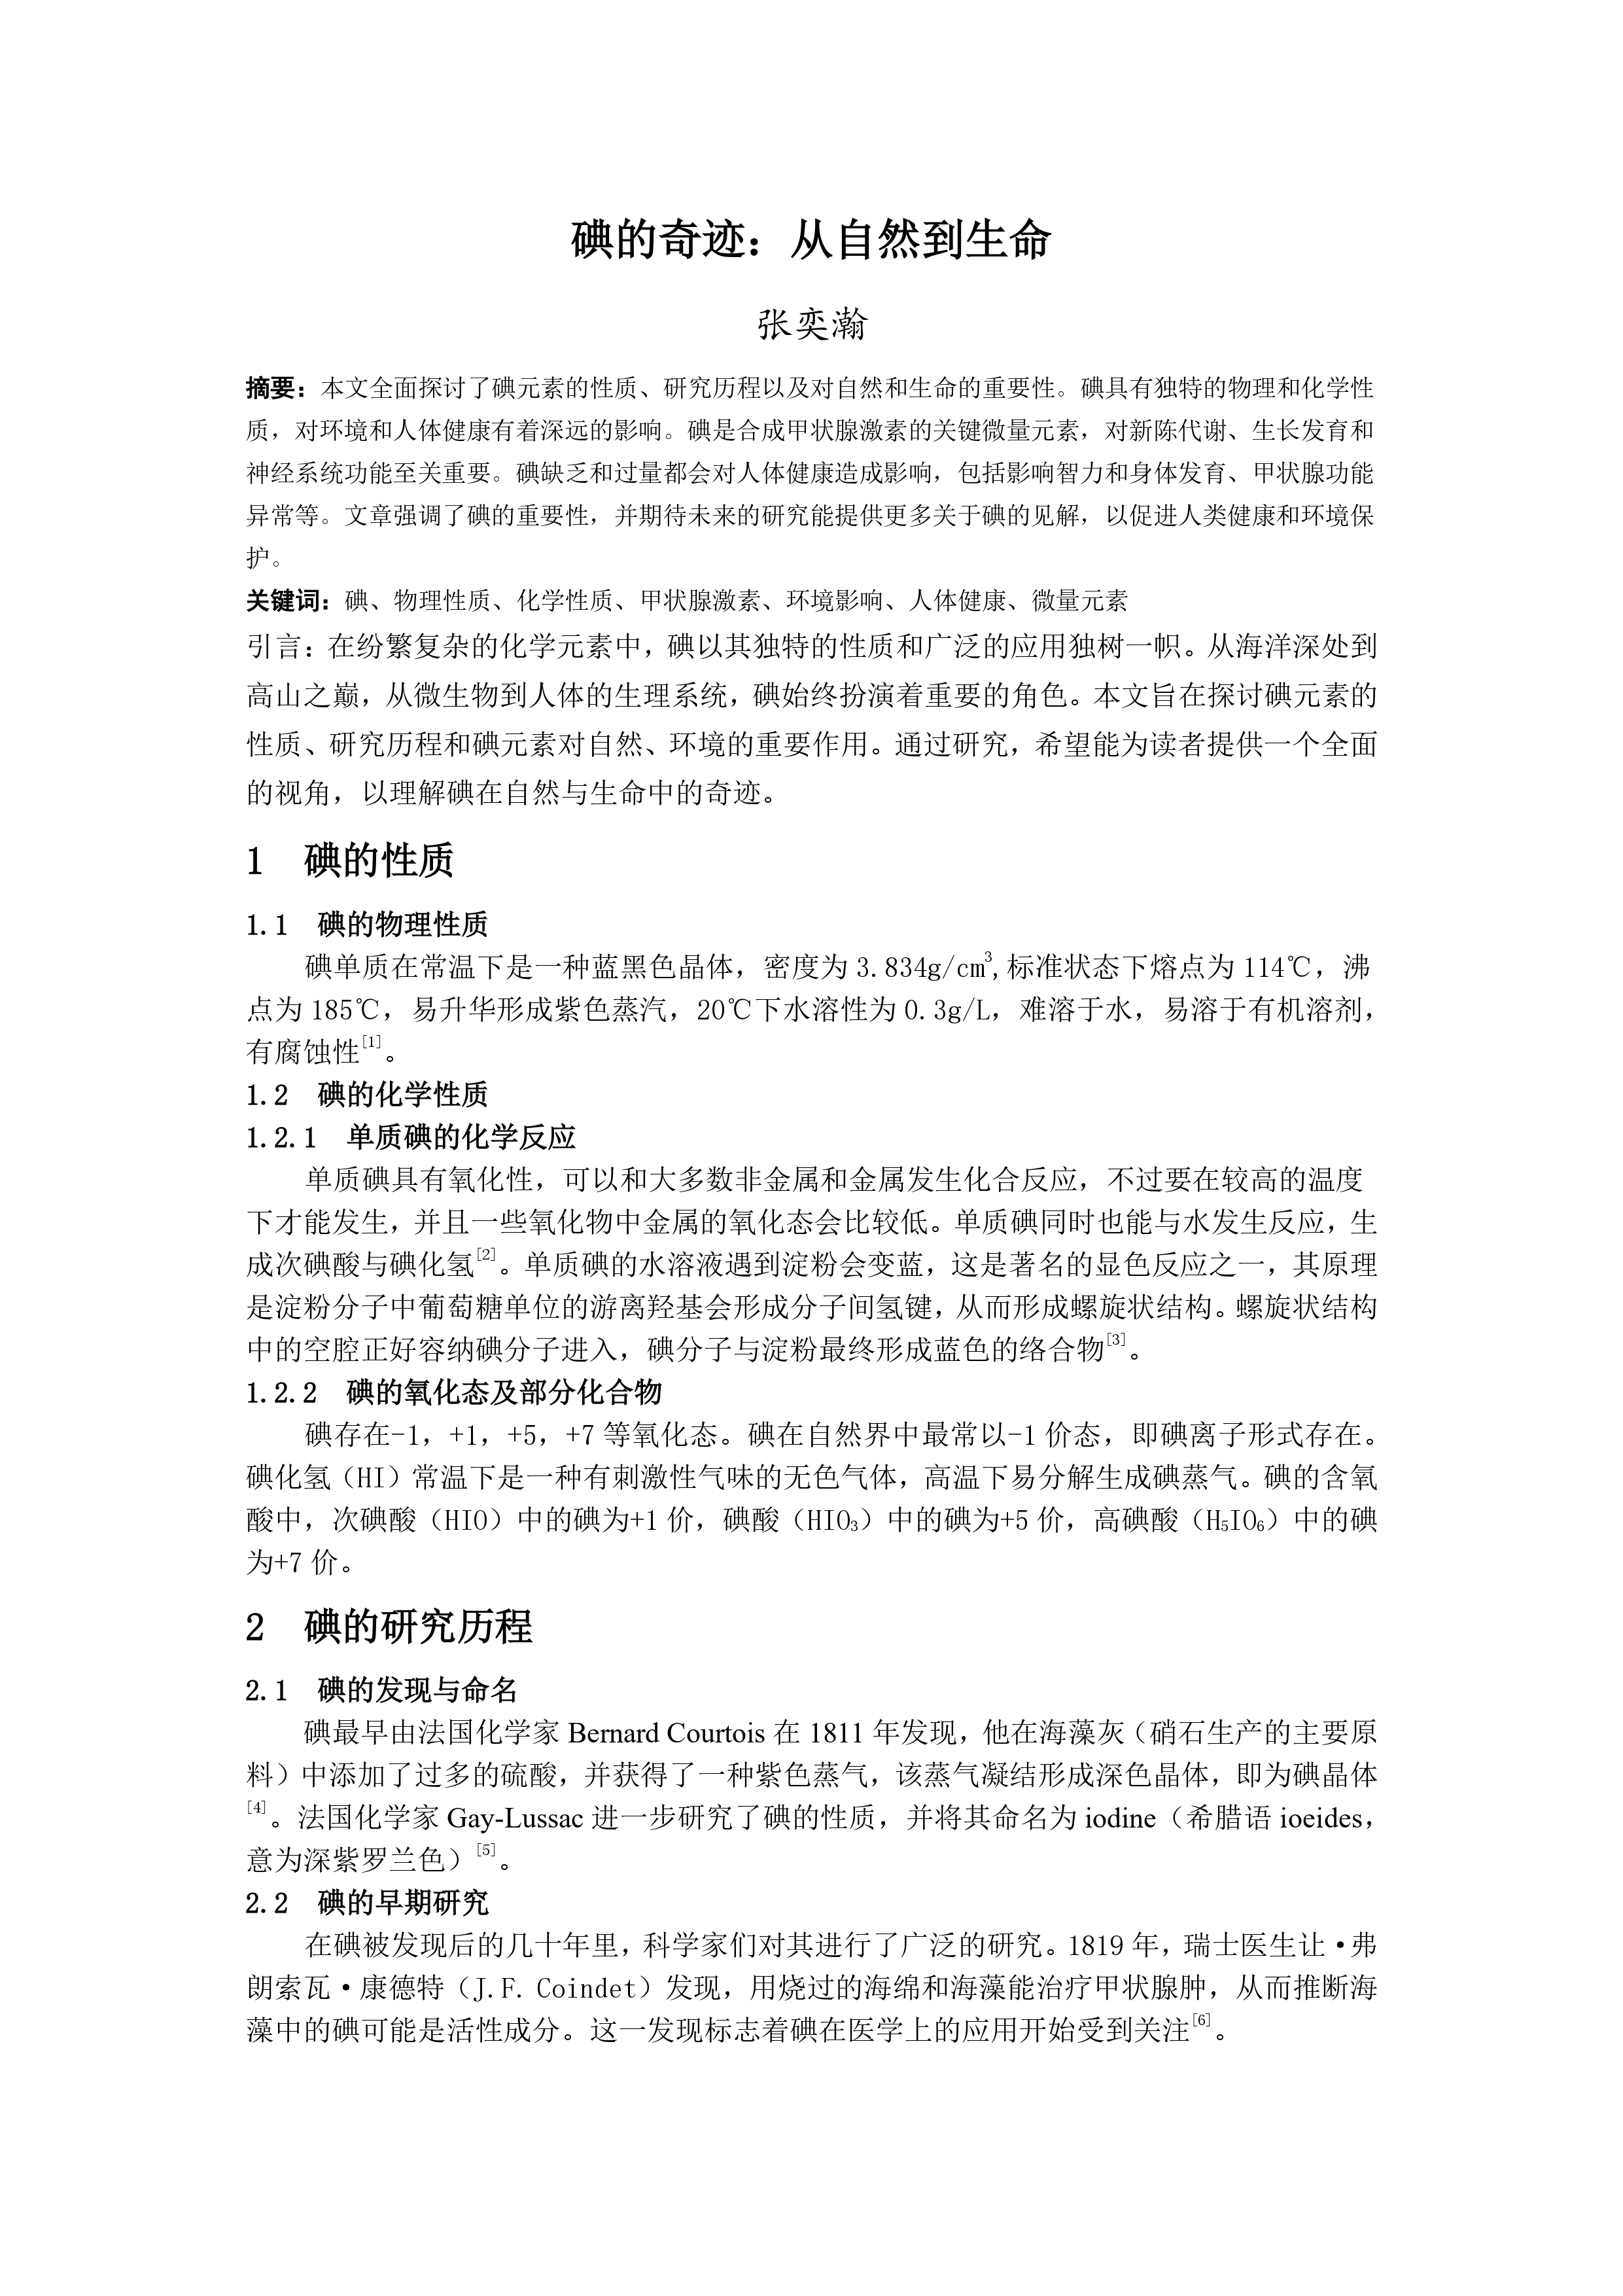 碘的奇迹：从自然到生命
张奕瀚
摘要：本文全面探讨了碘元素的性质、研究历程以及对自然和生命的重要性。碘具有独特的物理和化学性
质，对环境和人体健康有着深远的影响。碘是合成甲状腺激素的关键微量元素，对新陈代谢、生长发育和
神经系统功能至关重要。碘缺乏和过量都会对人体健康造成影响，包括影响智力和身体发育、甲状腺功能
异常等。文章强调了碘的重要性，并期待未来的研究能提供更多关于碘的见解，以促进人类健康和环境保
护。
关键词：碘、物理性质、化学性质、甲状腺激素、环境影响、人体健康、微量元素
引言：在纷繁复杂的化学元素中，碘以其独特的性质和广泛的应用独树一帜。从海洋深处到
高山之巅，从微生物到人体的生理系统，碘始终扮演着重要的角色。本文旨在探讨碘元素的
性质、研究历程和碘元素对自然、环境的重要作用。通过研究，希望能为读者提供一个全面
的视角，以理解碘在自然与生命中的奇迹。
1 碘的性质
1.1 碘的物理性质
碘单质在常温下是一种蓝黑色晶体，密度为 3.834g/cm³,标准状态下熔点为 114℃，沸
点为 185℃，易升华形成紫色蒸汽，20℃下水溶性为 0.3g/L，难溶于水，易溶于有机溶剂，
有腐蚀性[1]。
1.2 碘的化学性质
1.2.1 单质碘的化学反应
单质碘具有氧化性，可以和大多数非金属和金属发生化合反应，不过要在较高的温度
下才能发生，并且一些氧化物中金属的氧化态会比较低。单质碘同时也能与水发生反应，生
成次碘酸与碘化氢[2]。单质碘的水溶液遇到淀粉会变蓝，这是著名的显色反应之一，其原理
是淀粉分子中葡萄糖单位的游离羟基会形成分子间氢键，从而形成螺旋状结构。螺旋状结构
中的空腔正好容纳碘分子进入，碘分子与淀粉最终形成蓝色的络合物[3]。
1.2.2 碘的氧化态及部分化合物
碘存在-1，+1，+5，+7 等氧化态。碘在自然界中最常以-1 价态，即碘离子形式存在。
碘化氢（HI）常温下是一种有刺激性气味的无色气体，高温下易分解生成碘蒸气。碘的含氧
酸中，次碘酸（HIO）中的碘为+1 价，碘酸（HIO₃）中的碘为+5 价，高碘酸（H₅IO₆）中的碘
为+7 价。
2 碘的研究历程
2.1 碘的发现与命名
碘最早由法国化学家 Bernard Courtois 在 1811 年发现，他在海藻灰（硝石生产的主要原
料）中添加了过多的硫酸，并获得了一种紫色蒸气，该蒸气凝结形成深色晶体，即为碘晶体
[4]。法国化学家 Gay-Lussac 进一步研究了碘的性质，并将其命名为 iodine（希腊语 ioeides，
意为深紫罗兰色）[5]。
2.2 碘的早期研究
在碘被发现后的几十年里，科学家们对其进行了广泛的研究。1819 年，瑞士医生让·弗
朗索瓦·康德特（J.F. Coindet）发现，用烧过的海绵和海藻能治疗甲状腺肿，从而推断海
藻中的碘可能是活性成分。这一发现标志着碘在医学上的应用开始受到关注[6]。